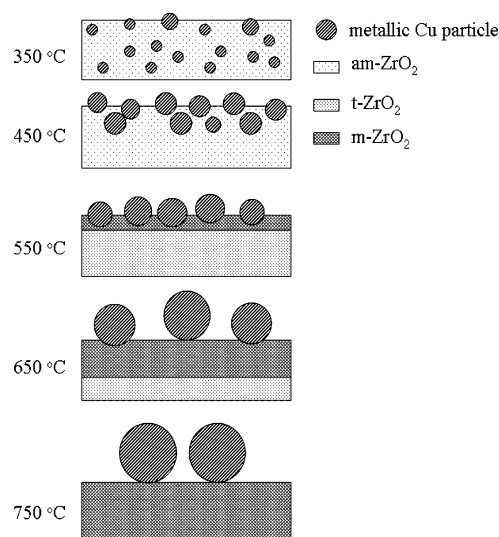 metallic Cu particle
350 °C
am-ZrO₂
t-ZrO₂
450 °C
m-ZrO₂
550 °C
650 °C
750 °C